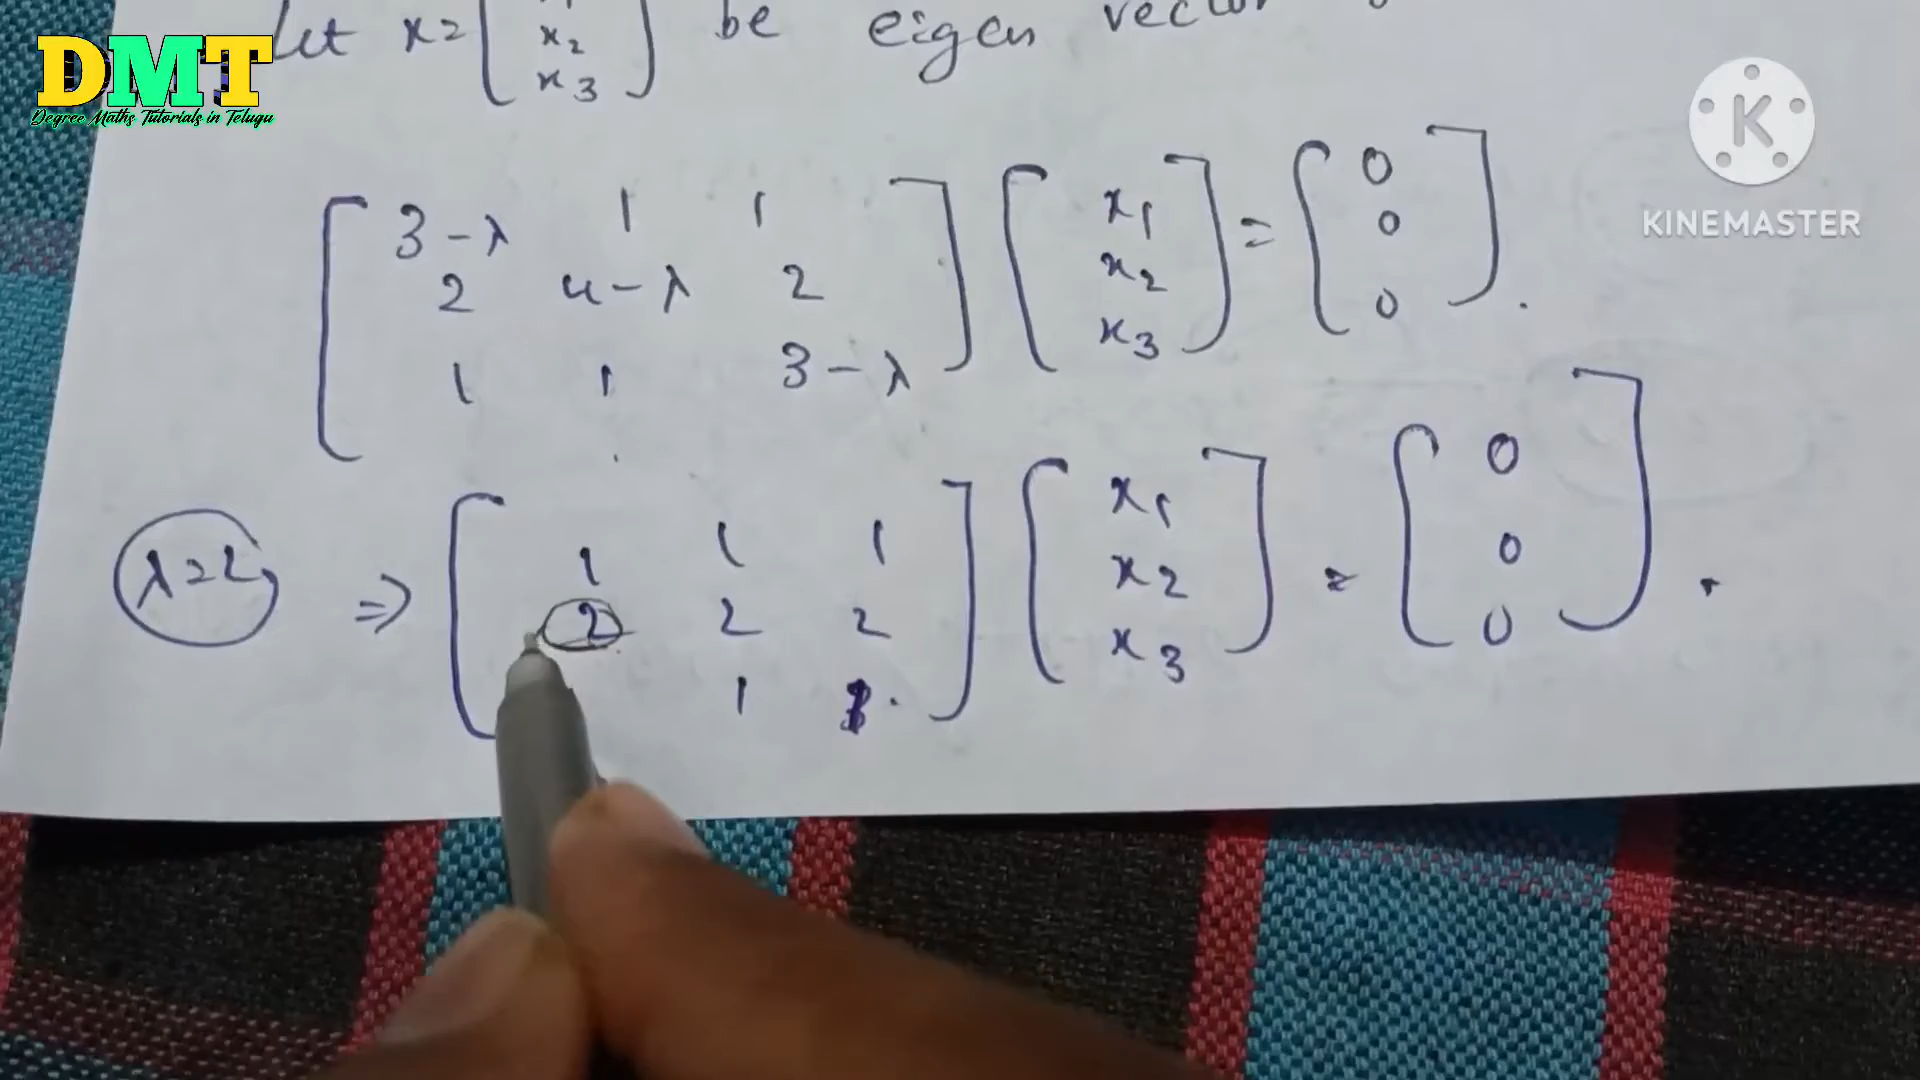 DMT
Degree Maths Tutorials in Telugu
K
KINEMASTER
Let x = [ x2 x3 ] be eigen vector
[ 3-λ 1 1 ] [ x1 ] = [ 0 ]
[ 2 4-λ 2 ] [ x2 ] [ 0 ]
[ 1 1 3-λ ] [ x3 ] [ 0 ] .
λ=2 ⇒ [ 1 1 1 ] [ x1 ] = [ 0 ]
[ 2 2 2 ] [ x2 ] [ 0 ] .
[ 1 1 ] [ x3 ] [ 0 ]